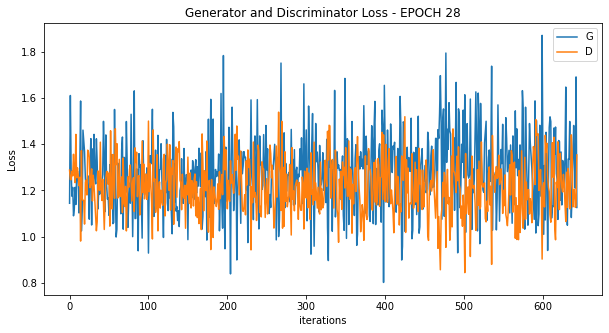 Generator and Discriminator Loss - EPOCH 28
G
D
Loss
1.8
1.6
1.4
1.2
1.0
0.8
0 100 200 300 400 500 600
iterations